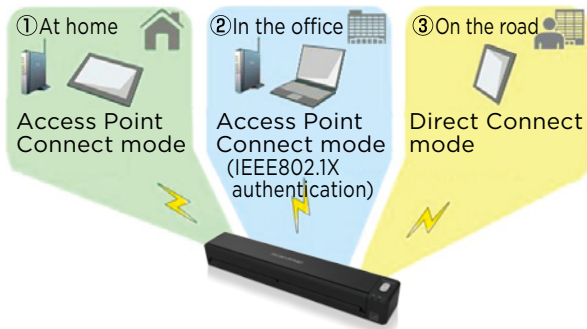 ①At home
Access Point
Connect mode
②In the office
Access Point
Connect mode
(IEEE802.1X
authentication)
③On the road
Direct Connect
mode